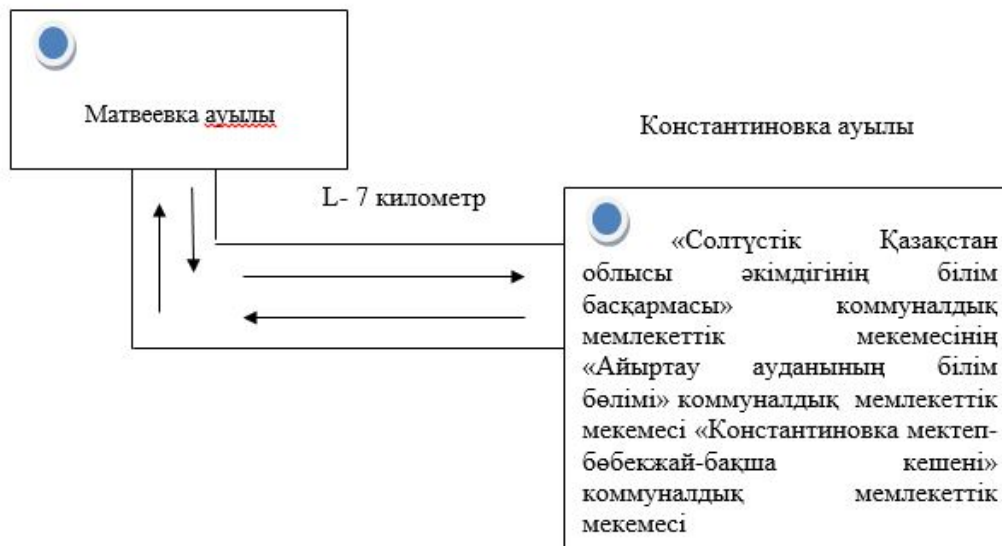 Матвеевка ауылы
Константиновка ауылы
L- 7 километр
«Солтүстік Қазақстан
облысы әкімдігінің білім
басқармасы» коммуналдық
мемлекеттік мекемесінің
«Айыртау ауданының білім
бөлімі» коммуналдық мемлекеттік
мекемесі «Константиновка мектеп-
бөбекжай-бақша кешені»
коммуналдық мемлекеттік
мекемесі